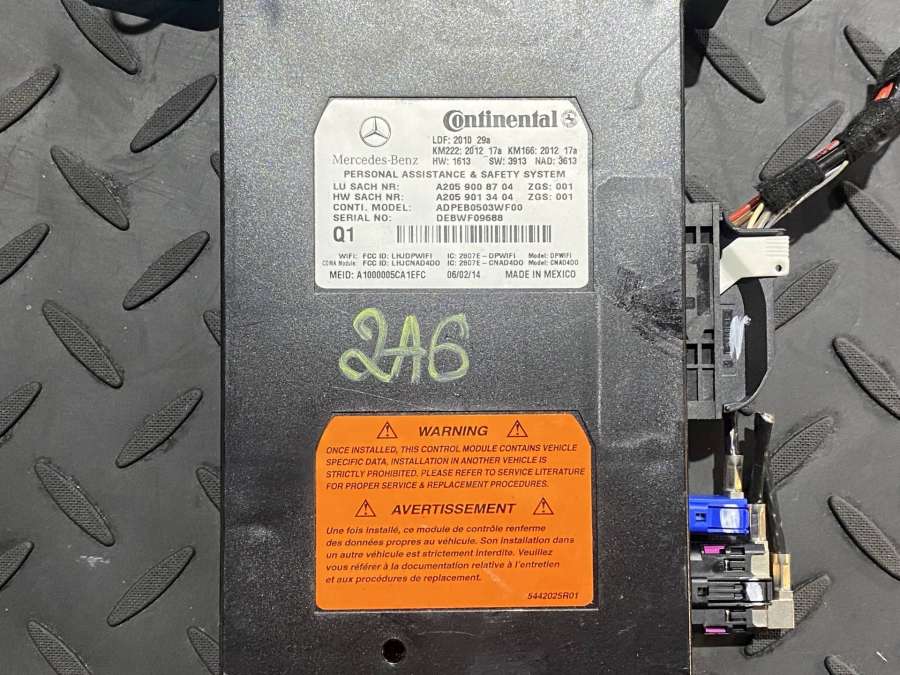 Continental
LDF: 2010_29a
KM222: 2012_17a KM166: 2012_17a
Mercedes-Benz HW: 1613 SW: 3913 NAD: 3613
PERSONAL ASSISTANCE & SAFETY SYSTEM
LU SACH NR: A205 900 87 04 ZGS: 001
HW SACH NR: A205 901 34 04 ZGS: 001
CONTI. MODEL: ADPEB0503WF00
SERIAL NO: DEBWF09688
Q1
WIFI: FCC ID: LHJDPWIFI IC: 2807E-DPWIFI Model: DPWIFI
CDMA Module: FCC ID: LHJCNAD4DO IC: 2807E-CNAD4DO Model: CNAD4DO
MEID: A1000005CA1EFC 06/02/14 MADE IN MEXICO
2A6
WARNING
ONCE INSTALLED, THIS CONTROL MODULE CONTAINS VEHICLE
SPECIFIC DATA, INSTALLATION IN ANOTHER VEHICLE IS
STRICTLY PROHIBITED. PLEASE REFER TO SERVICE LITERATURE
FOR PROPER SERVICE & REPLACEMENT PROCEDURES.
AVERTISSEMENT
Une fois installé, ce module de contrôle renferme
des données propres au véhicule. Son installation dans
un autre véhicule est strictement interdite. Veuillez
vous référer à la documentation relative à l'entretien
et aux procédures de replacement.
5442025R01